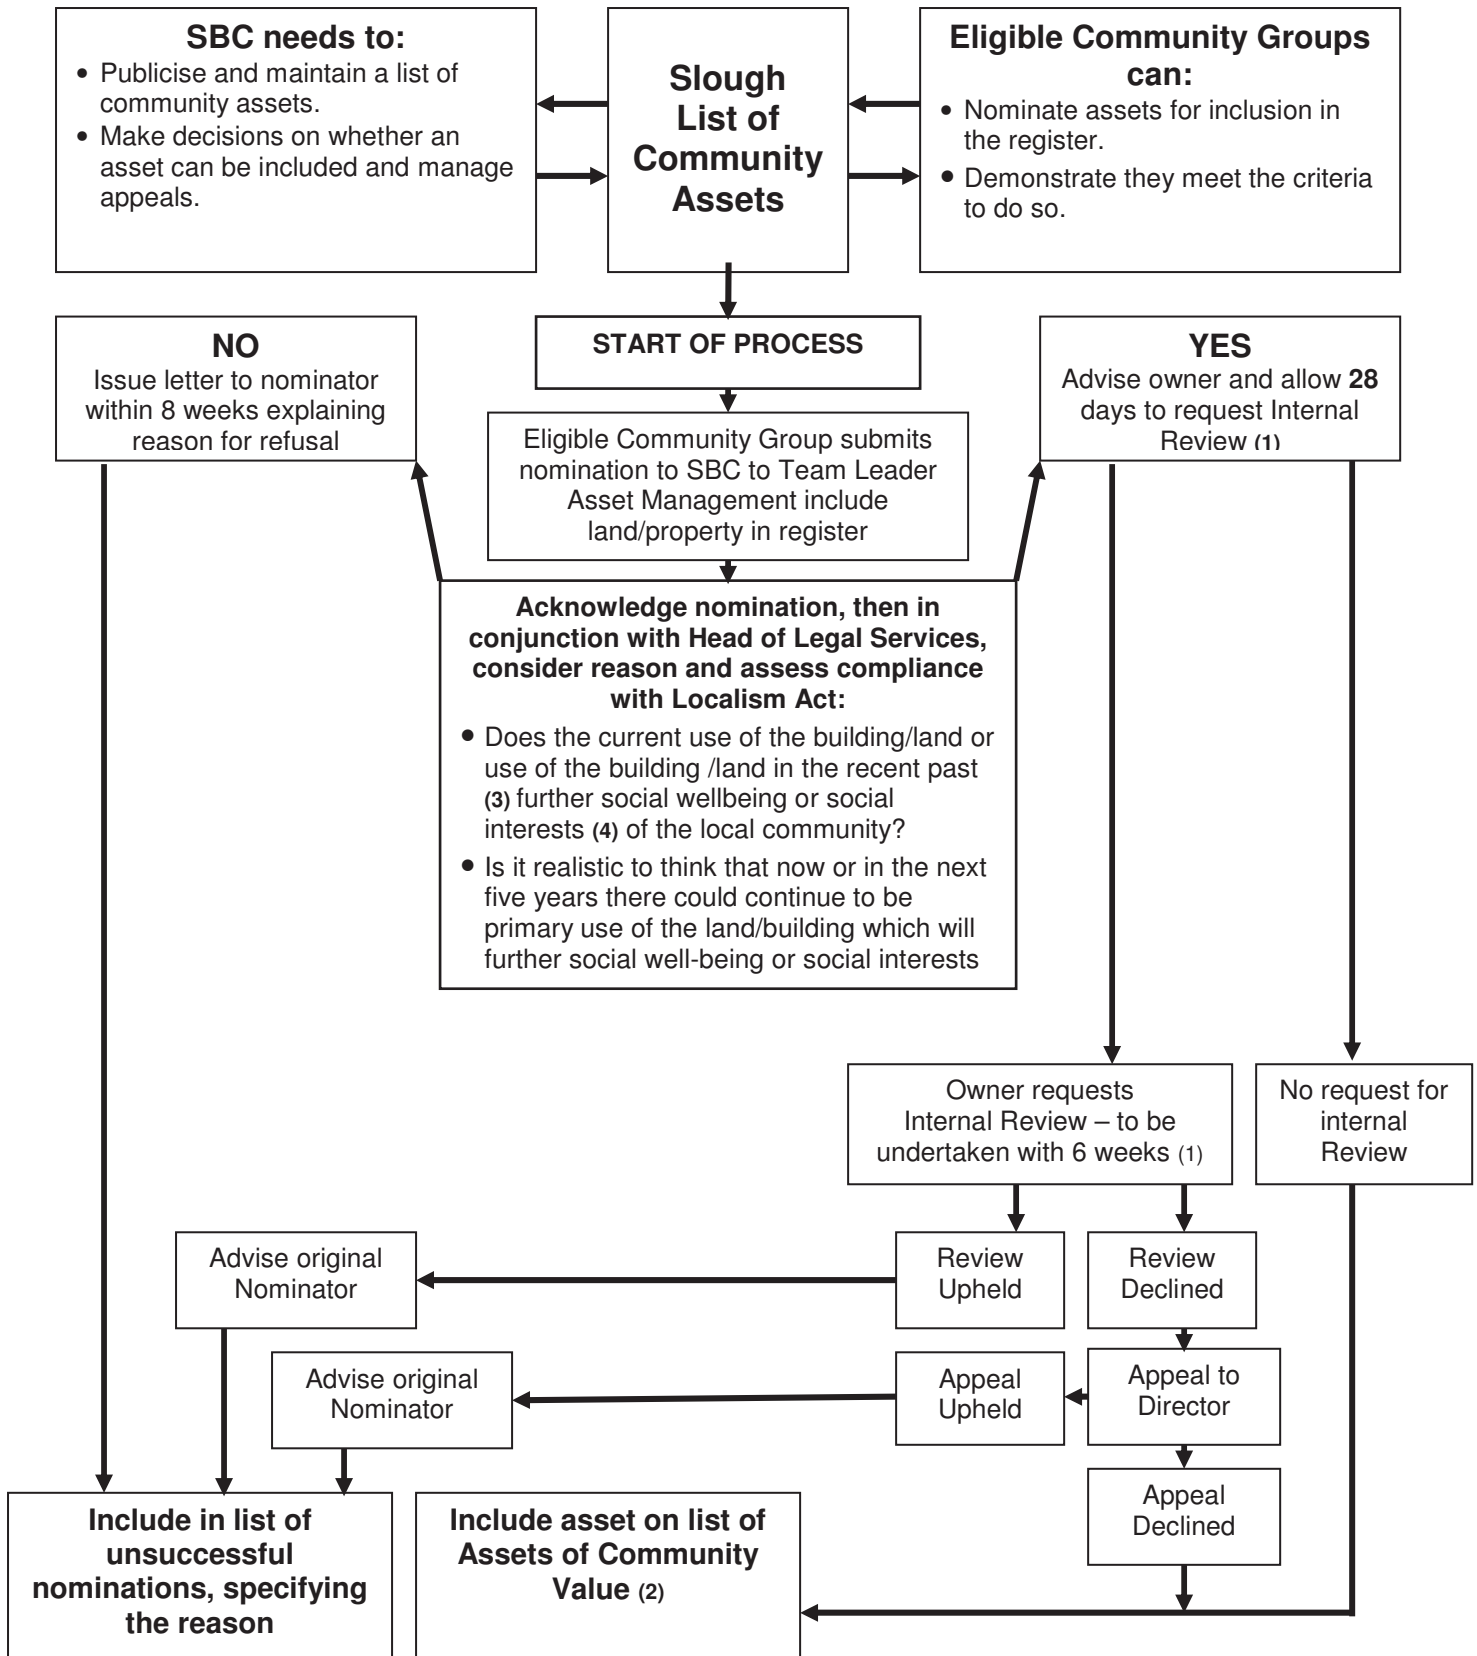 SBC needs to:
• Publicise and maintain a list of
community assets.
• Make decisions on whether an
asset can be included and manage
appeals.
Slough
List of
Community
Assets
Eligible Community Groups
can:
• Nominate assets for inclusion in
the register.
• Demonstrate they meet the criteria
to do so.
NO
Issue letter to nominator
within 8 weeks explaining
reason for refusal
START OF PROCESS
YES
Advise owner and allow 28
days to request Internal
Review (1)
Eligible Community Group submits
nomination to SBC to Team Leader
Asset Management include
land/property in register
Acknowledge nomination, then in
conjunction with Head of Legal Services,
consider reason and assess compliance
with Localism Act:
• Does the current use of the building/land or
use of the building /land in the recent past
(3) further social wellbeing or social
interests (4) of the local community?
• Is it realistic to think that now or in the next
five years there could continue to be
primary use of the land/building which will
further social well-being or social interests
Owner requests
Internal Review – to be
undertaken with 6 weeks (1)
No request for
internal
Review
Advise original
Nominator
Review
Upheld
Review
Declined
Advise original
Nominator
Appeal
Upheld
Appeal to
Director
Appeal
Declined
Include in list of
unsuccessful
nominations, specifying
the reason
Include asset on list of
Assets of Community
Value (2)